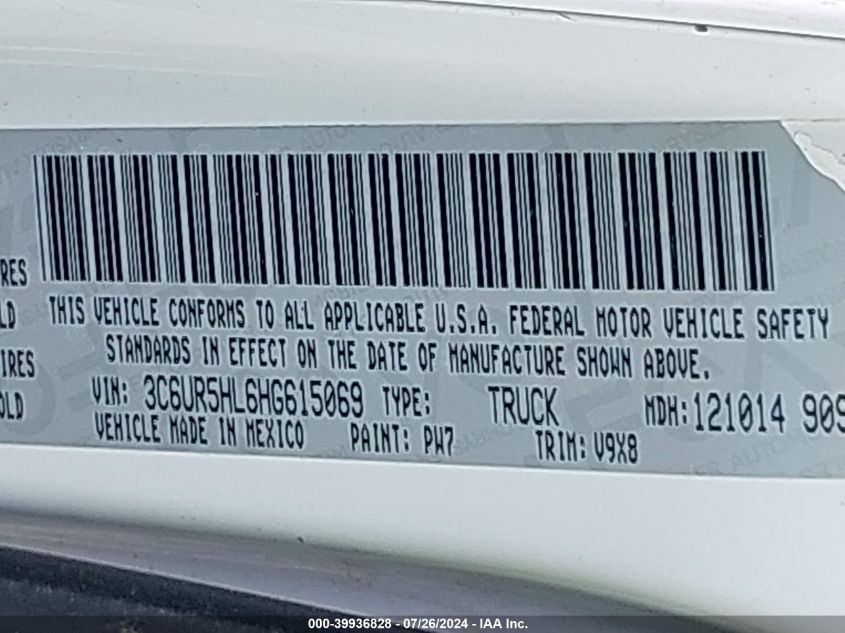 IRES
LD
THIS VEHICLE CONFORMS TO ALL APPLICABLE U.S.A. FEDERAL MOTOR VEHICLE SAFETY
IRES
STANDARDS IN EFFECT ON THE DATE OF MANUFACTURE SHOWN ABOVE.
OLD
VIN: 3C6UR5HL6HG615069 TYPE: TRUCK MDH: 121014 909
VEHICLE MADE IN MEXICO PAINT: PW7 TRIM: V9X8
000-39936828 - 07/26/2024 - IAA Inc.